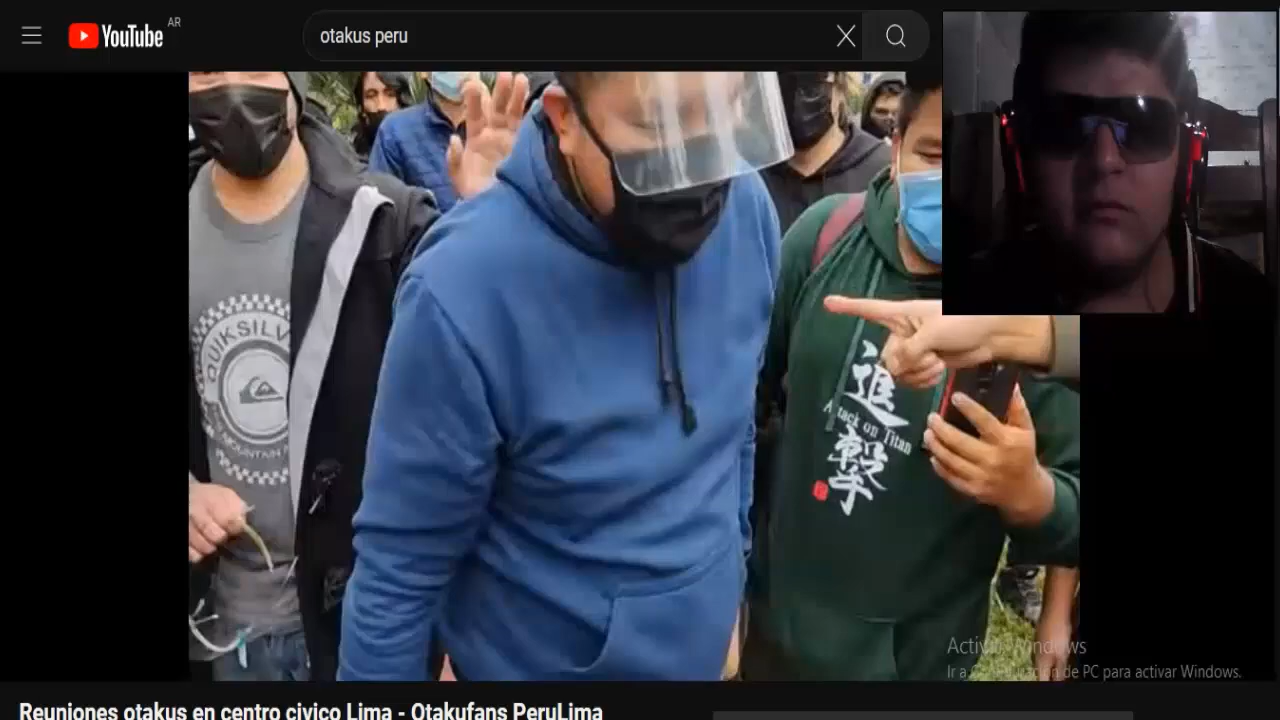 YouTube AR
otakus peru
QUIKSILV
MOUNTAIN
進撃
Attack on Titan
Activar Windows
Ir a Configuración de PC para activar Windows.
Reuniones otakus en centro civico Lima - Otakufans PeruLima